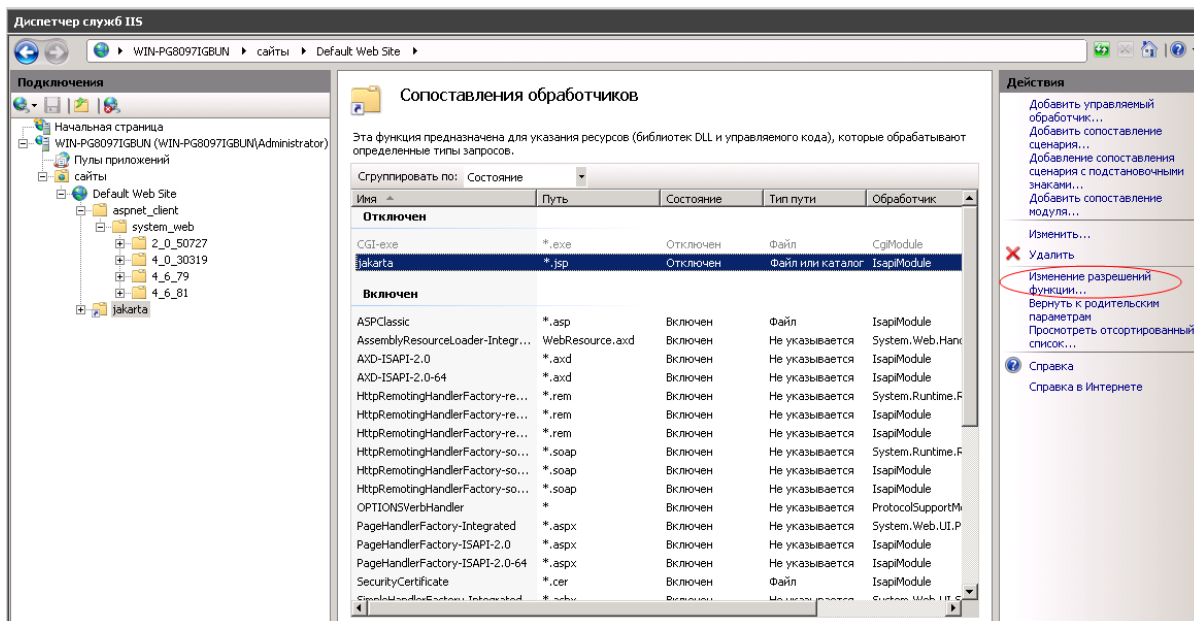 Диспетчер служб IIS
WIN-PG8097IGBUN ▸ сайты ▸ Default Web Site ▸
Подключения
Начальная страница
WIN-PG8097IGBUN (WIN-PG8097IGBUN\Administrator)
Пулы приложений
сайты
Default Web Site
aspnet_client
system_web
2_0_50727
4_0_30319
4_6_79
4_6_81
jakarta
Сопоставления обработчиков
Эта функция предназначена для указания ресурсов (библиотек DLL и управляемого кода), которые обрабатывают
определенные типы запросов.
Сгруппировать по: Состояние
Имя Путь Состояние Тип пути Обработчик
Отключен
CGI-exe *.exe Отключен Файл CgiModule
jakarta *.jsp Отключен Файл или каталог IsapiModule
Включен
ASPClassic *.asp Включен Файл IsapiModule
AssemblyResourceLoader-Integr... WebResource.axd Включен Не указывается System.Web.Hand
AXD-ISAPI-2.0 *.axd Включен Не указывается IsapiModule
AXD-ISAPI-2.0-64 *.axd Включен Не указывается IsapiModule
HttpRemotingHandlerFactory-re... *.rem Включен Не указывается System.Runtime.R
HttpRemotingHandlerFactory-re... *.rem Включен Не указывается IsapiModule
HttpRemotingHandlerFactory-re... *.rem Включен Не указывается IsapiModule
HttpRemotingHandlerFactory-so... *.soap Включен Не указывается System.Runtime.R
HttpRemotingHandlerFactory-so... *.soap Включен Не указывается IsapiModule
HttpRemotingHandlerFactory-so... *.soap Включен Не указывается IsapiModule
OPTIONSVerbHandler * Включен Не указывается ProtocolSupportM
PageHandlerFactory-Integrated *.aspx Включен Не указывается System.Web.UI.P
PageHandlerFactory-ISAPI-2.0 *.aspx Включен Не указывается IsapiModule
PageHandlerFactory-ISAPI-2.0-64 *.aspx Включен Не указывается IsapiModule
SecurityCertificate *.cer Включен Файл IsapiModule
SimpleHandlerFactory-Integrated *.ashx Включен Не указывается System.Web.UI.S
Действия
Добавить управляемый
обработчик...
Добавить сопоставление
сценария...
Добавление сопоставления
сценария с подстановочными
знаками...
Добавить сопоставление
модуля...
Изменить...
Удалить
Изменение разрешений
функции...
Вернуть к родительским
параметрам
Просмотреть отсортированный
список...
Справка
Справка в Интернете